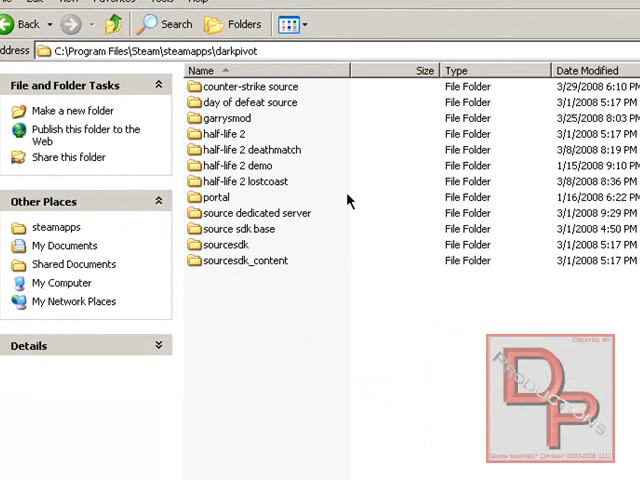 Back
Search
Folders
ddress
C:\Program Files\Steam\steamapps\darkpivot
File and Folder Tasks
Make a new folder
Publish this folder to the
Web
Share this folder
Other Places
steamapps
My Documents
Shared Documents
My Computer
My Network Places
Details
Name Size Type Date Modified
counter-strike source File Folder 3/29/2008 6:10 PM
day of defeat source File Folder 3/1/2008 5:17 PM
garrysmod File Folder 3/25/2008 8:03 PM
half-life 2 File Folder 3/1/2008 5:17 PM
half-life 2 deathmatch File Folder 3/8/2008 8:19 PM
half-life 2 demo File Folder 1/15/2008 9:10 PM
half-life 2 lostcoast File Folder 3/8/2008 8:36 PM
portal File Folder 1/16/2008 6:22 PM
source dedicated server File Folder 3/1/2008 9:29 PM
source sdk base File Folder 3/1/2008 4:50 PM
sourcesdk File Folder 3/1/2008 5:17 PM
sourcesdk_content File Folder 3/1/2008 5:17 PM
CREATED BY
DP
PRODUCTIONS